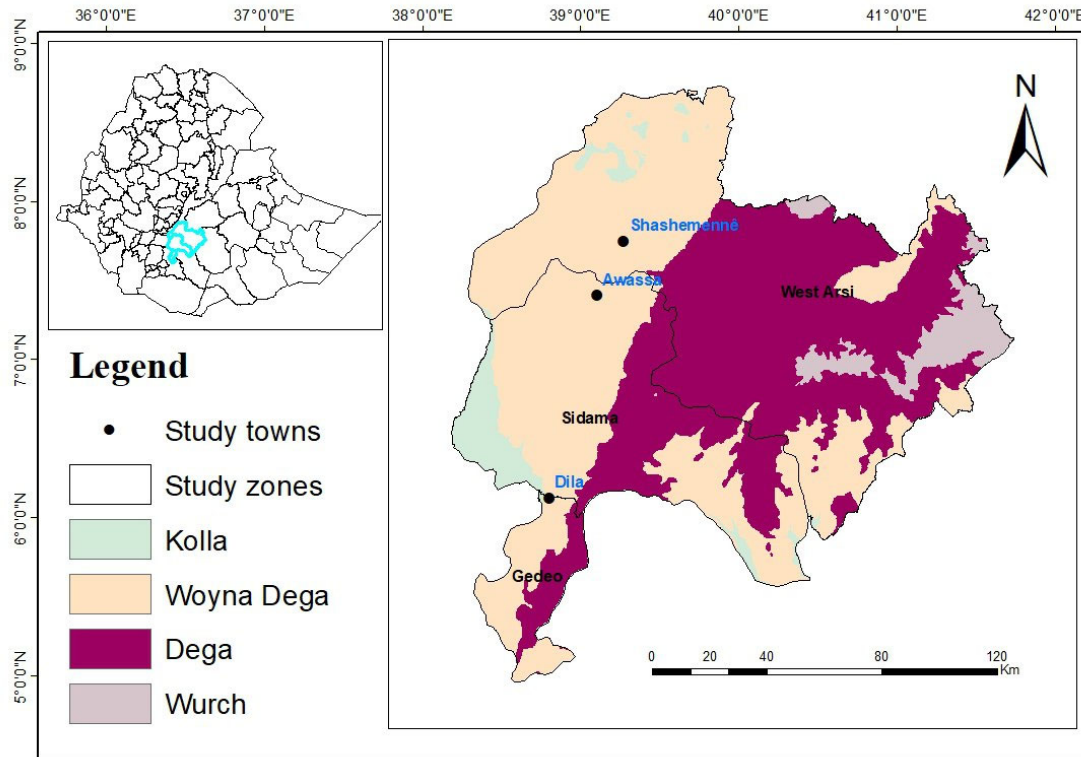 36°0'0"E
37°0'0"E
38°0'0"E
39°0'0"E
40°0'0"E
41°0'0"E
42°0'0"E
9°0'0"N
8°0'0"N
7°0'0"N
6°0'0"N
5°0'0"N
N
Shashemennē
Awassa
West Arsi
Sidama
Dila
Gedeo
Legend
Study towns
Study zones
Kolla
Woyna Dega
Dega
Wurch
0 20 40 80 120
Km